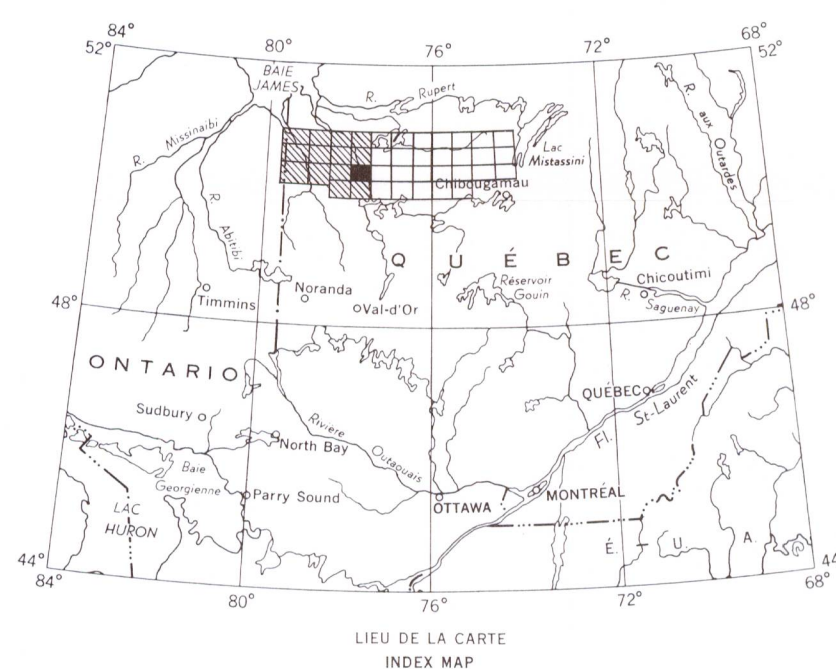 84°
80°
76°
72°
68°
52°
52°
BAIE
JAMES
R. Rupert
R. Missinaibi
R. aux Outardes
Lac
Mistassini
Chibougamau
R. Abitibi
QUÉBEC
Réservoir
Gouin
Chicoutimi
R. Saguenay
Noranda
Timmins
Val-d'Or
48°
48°
ONTARIO
QUÉBEC
Sudbury
Fl. St-Laurent
North Bay
Rivière Outaouais
Baie
Georgienne
Parry Sound
LAC
HURON
OTTAWA
MONTRÉAL
É. U. A.
44°
44
84°
80°
76°
72°
68°
LIEU DE LA CARTE
INDEX MAP